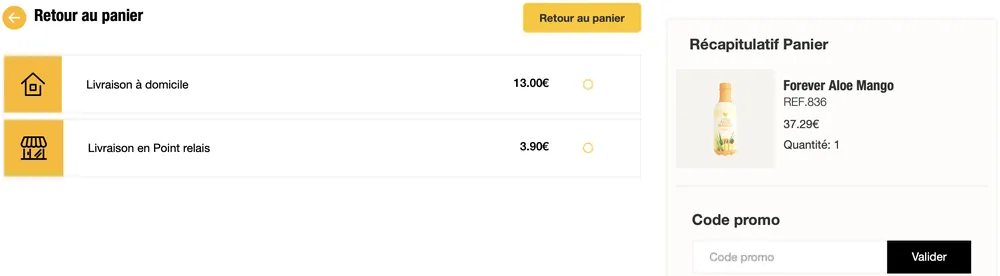 Retour au panier
Retour au panier
Livraison à domicile
13.00€
Livraison en Point relais
3.90€
Récapitulatif Panier
Forever Aloe Mango
REF.836
37.29€
Quantité: 1
Code promo
Code promo
Valider